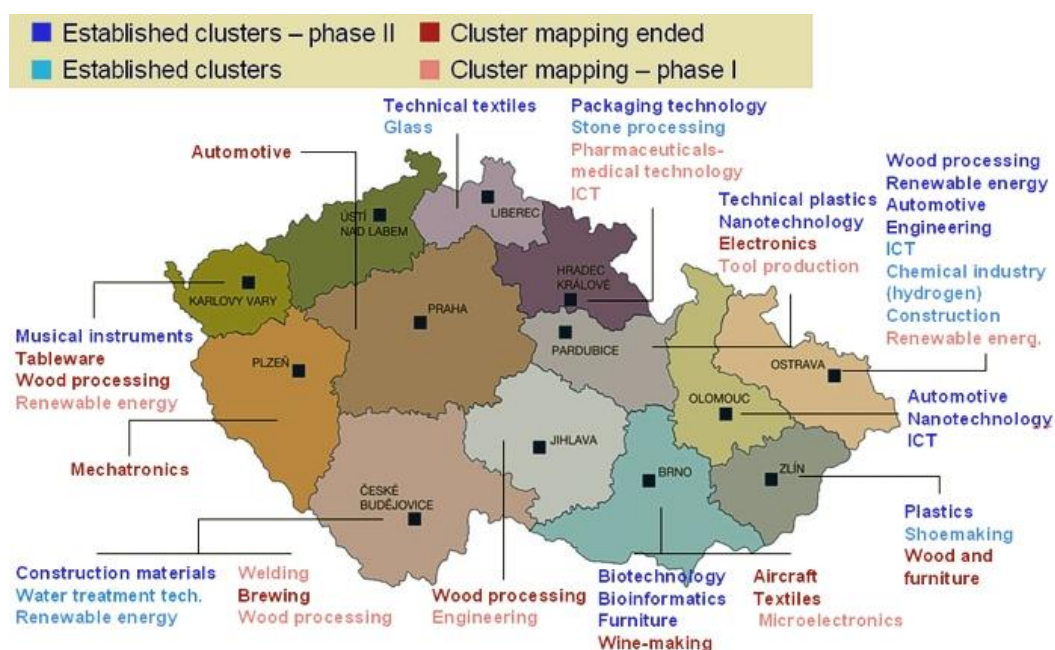 Established clusters – phase II
Cluster mapping ended
Established clusters
Cluster mapping – phase I
Technical textiles
Glass
Packaging technology
Stone processing
Pharmaceuticals-
medical technology
ICT
Automotive
Wood processing
Renewable energy
Automotive
Engineering
ICT
Chemical industry
(hydrogen)
Construction
Renewable energ.
Technical plastics
Nanotechnology
Electronics
Tool production
ÚSTÍ
NAD LABEM
LIBEREC
HRADEC
KRÁLOVÉ
KARLOVY VARY
PRAHA
PARDUBICE
PLZEŇ
OSTRAVA
OLOMOUC
JIHLAVA
BRNO
ZLÍN
ČESKÉ
BUDĚJOVICE
Musical instruments
Tableware
Wood processing
Renewable energy
Mechatronics
Automotive
Nanotechnology
ICT
Plastics
Shoemaking
Wood and
furniture
Construction materials
Water treatment tech.
Renewable energy
Welding
Brewing
Wood processing
Wood processing
Engineering
Biotechnology
Bioinformatics
Furniture
Wine-making
Aircraft
Textiles
Microelectronics